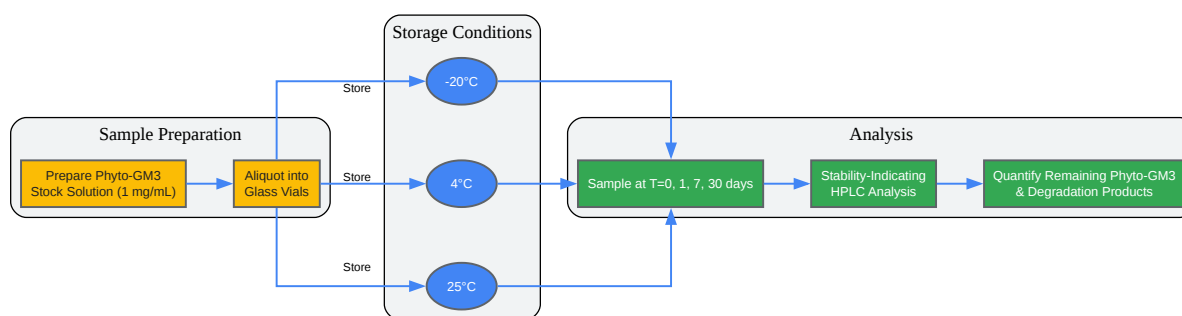 Sample Preparation
Prepare Phyto-GM3
Stock Solution (1 mg/mL)
Aliquot into
Glass Vials
Store
Store
Store
Storage Conditions
-20°C
4°C
25°C
Analysis
Sample at T=0, 1, 7, 30 days
Stability-Indicating
HPLC Analysis
Quantify Remaining Phyto-GM3
& Degradation Products